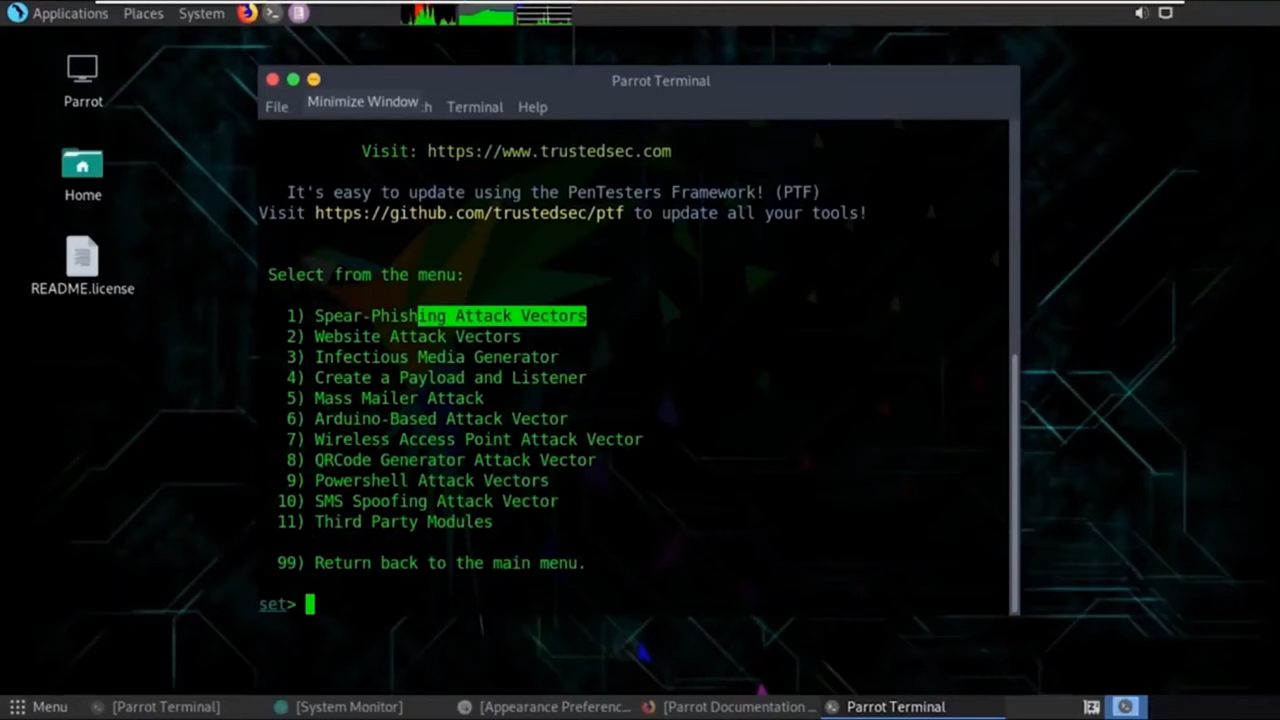 Applications Places System
Parrot
Home
README.license
Parrot Terminal
File Minimize Window h Terminal Help
Visit: https://www.trustedsec.com
It's easy to update using the PenTesters Framework! (PTF)
Visit https://github.com/trustedsec/ptf to update all your tools!
Select from the menu:
1) Spear-Phishing Attack Vectors
2) Website Attack Vectors
3) Infectious Media Generator
4) Create a Payload and Listener
5) Mass Mailer Attack
6) Arduino-Based Attack Vector
7) Wireless Access Point Attack Vector
8) QRCode Generator Attack Vector
9) Powershell Attack Vectors
10) SMS Spoofing Attack Vector
11) Third Party Modules
99) Return back to the main menu.
set>
Menu [Parrot Terminal] [System Monitor] [Appearance Preferenc... [Parrot Documentation ... Parrot Terminal